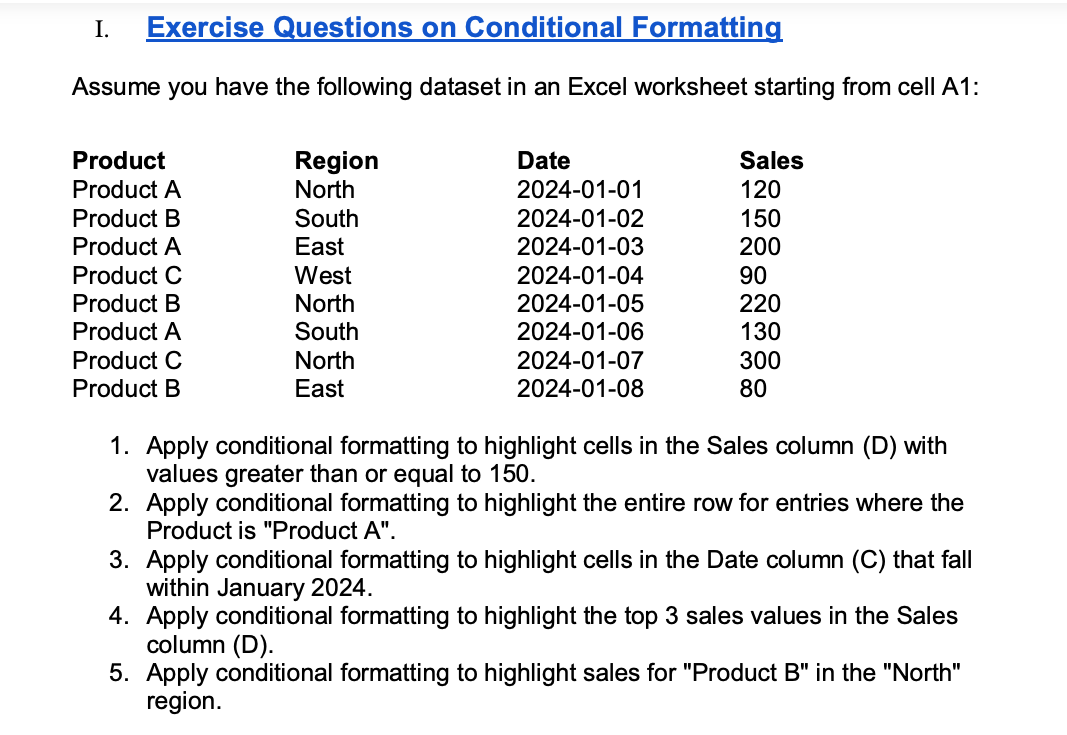 I. Exercise Questions on Conditional Formatting
Assume you have the following dataset in an Excel worksheet starting from cell A1:
Product Region Date Sales
Product A North 2024-01-01 120
Product B South 2024-01-02 150
Product A East 2024-01-03 200
Product C West 2024-01-04 90
Product B North 2024-01-05 220
Product A South 2024-01-06 130
Product C North 2024-01-07 300
Product B East 2024-01-08 80
1. Apply conditional formatting to highlight cells in the Sales column (D) with
values greater than or equal to 150.
2. Apply conditional formatting to highlight the entire row for entries where the
Product is "Product A".
3. Apply conditional formatting to highlight cells in the Date column (C) that fall
within January 2024.
4. Apply conditional formatting to highlight the top 3 sales values in the Sales
column (D).
5. Apply conditional formatting to highlight sales for "Product B" in the "North"
region.